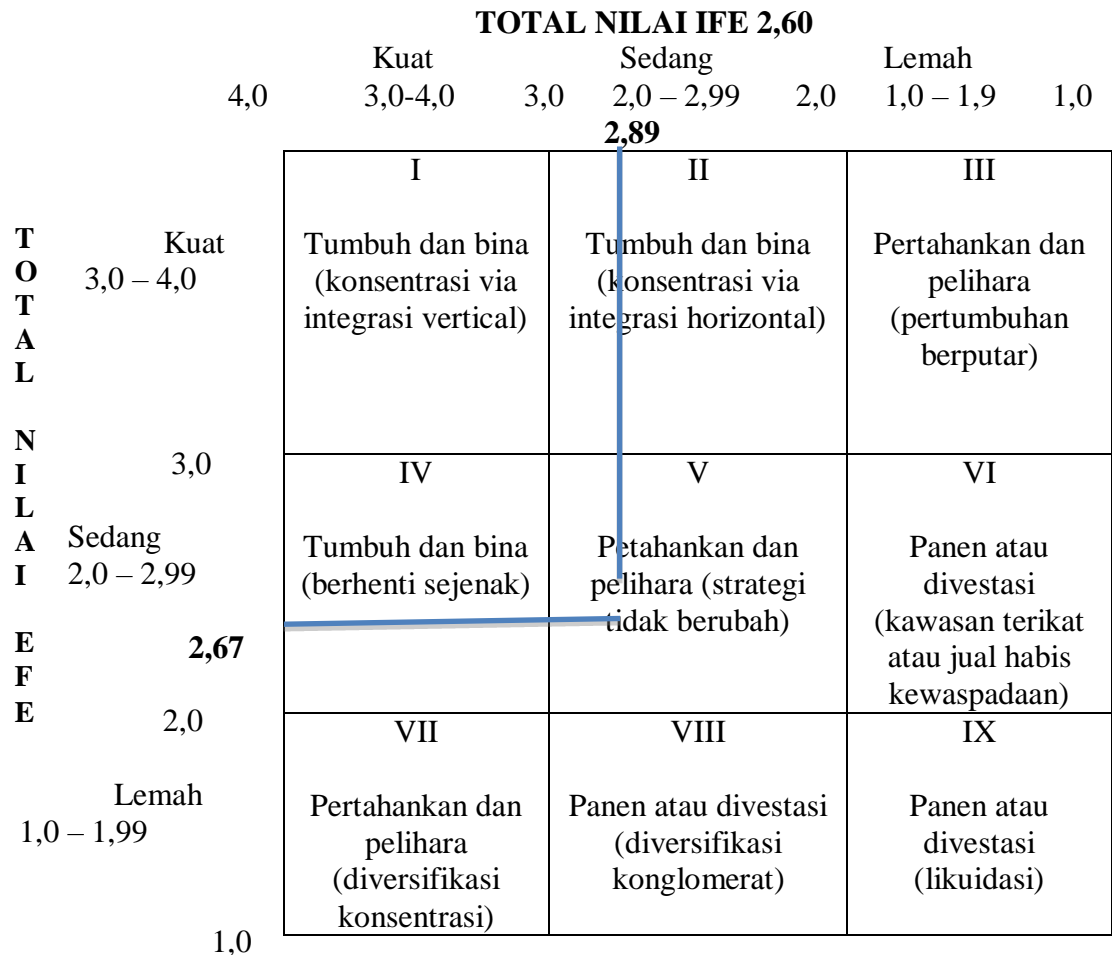 TOTAL NILAI IFE 2,60
Kuat Sedang Lemah
4,0 3,0-4,0 3,0 2,0 – 2,99 2,0 1,0 – 1,9 1,0
2,89
I II III
TOTAL NILAI EFE
Kuat
3,0 – 4,0
Tumbuh dan bina
(konsentrasi via
integrasi vertical)
Tumbuh dan bina
(konsentrasi via
integrasi horizontal)
Pertahankan dan
pelihara
(pertumbuhan
berputar)
3,0
IV V VI
Sedang
2,0 – 2,99
2,67
Tumbuh dan bina
(berhenti sejenak)
Petahankan dan
pelihara (strategi
tidak berubah)
Panen atau
divestasi
(kawasan terikat
atau jual habis
kewaspadaan)
2,0
VII VIII IX
Lemah
1,0 – 1,99
Pertahankan dan
pelihara
(diversifikasi
konsentrasi)
Panen atau divestasi
(diversifikasi
konglomerat)
Panen atau
divestasi
(likuidasi)
1,0